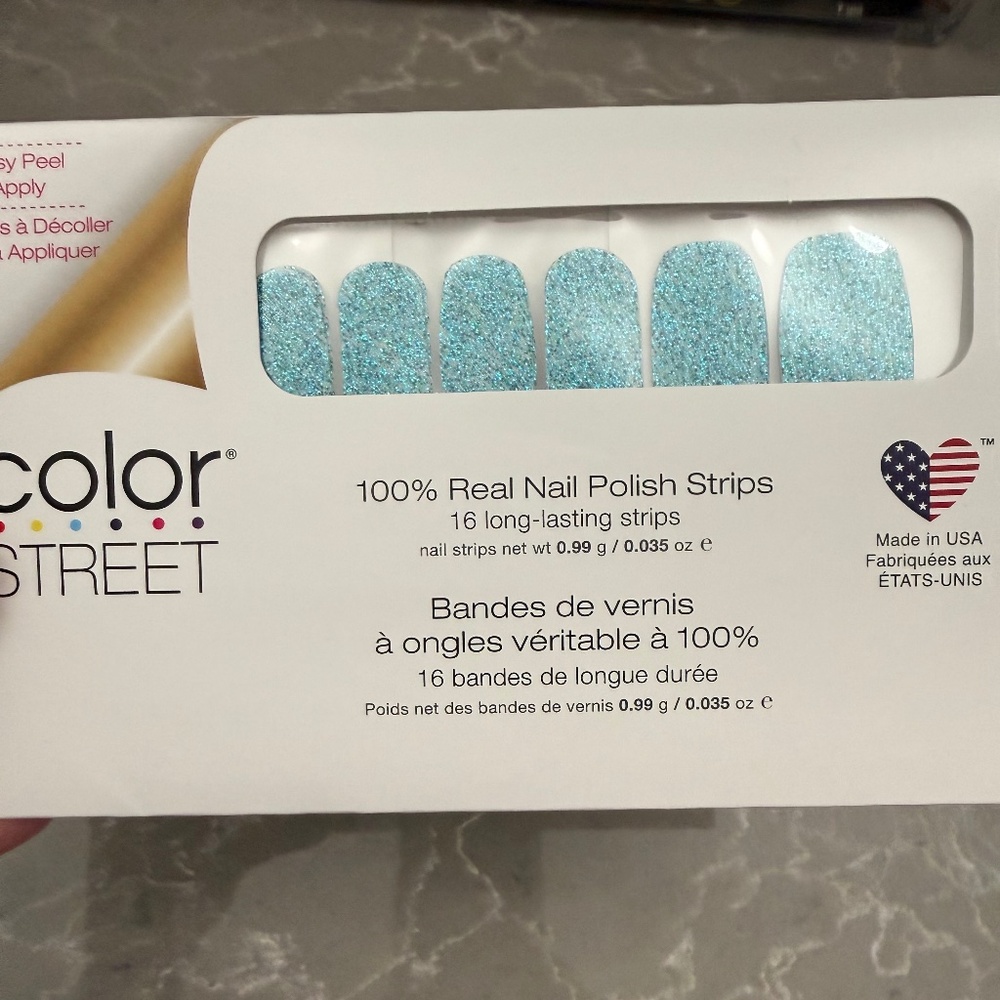 sy Peel
Apply
s à Décoller
à Appliquer
color®
STREET
100% Real Nail Polish Strips
16 long-lasting strips
nail strips net wt 0.99 g / 0.035 oz ℮
Bandes de vernis
à ongles véritable à 100%
16 bandes de longue durée
Poids net des bandes de vernis 0.99 g / 0.035 oz ℮
™
Made in USA
Fabriquées aux
ÉTATS-UNIS